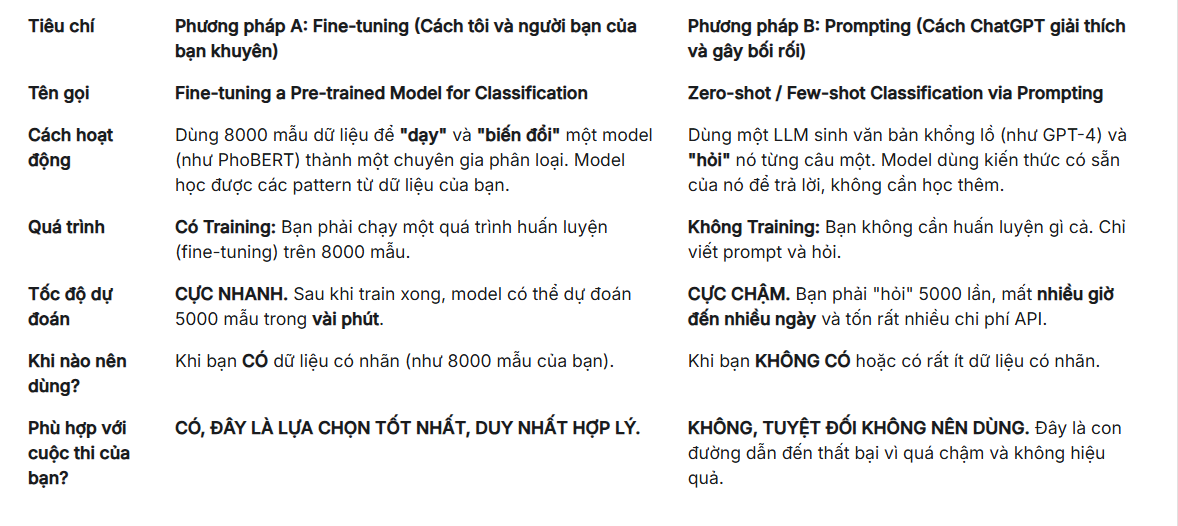 Tiêu chí
Phương pháp A: Fine-tuning (Cách tôi và người bạn của
bạn khuyên)
Phương pháp B: Prompting (Cách ChatGPT giải thích
và gây bối rối)
Tên gọi
Fine-tuning a Pre-trained Model for Classification
Zero-shot / Few-shot Classification via Prompting
Cách hoạt
động
Dùng 8000 mẫu dữ liệu để "dạy" và "biến đổi" một model
(như PhoBERT) thành một chuyên gia phân loại. Model
học được các pattern từ dữ liệu của bạn.
Dùng một LLM sinh văn bản khổng lồ (như GPT-4) và
"hỏi" nó từng câu một. Model dùng kiến thức có sẵn
của nó để trả lời, không cần học thêm.
Quá trình
Có Training: Bạn phải chạy một quá trình huấn luyện
(fine-tuning) trên 8000 mẫu.
Không Training: Bạn không cần huấn luyện gì cả. Chỉ
viết prompt và hỏi.
Tốc độ dự
đoán
CỰC NHANH. Sau khi train xong, model có thể dự đoán
5000 mẫu trong vài phút.
CỰC CHẬM. Bạn phải "hỏi" 5000 lần, mất nhiều giờ
đến nhiều ngày và tốn rất nhiều chi phí API.
Khi nào nên
dùng?
Khi bạn CÓ dữ liệu có nhãn (như 8000 mẫu của bạn).
Khi bạn KHÔNG CÓ hoặc có rất ít dữ liệu có nhãn.
Phù hợp với
cuộc thi của
bạn?
CÓ, ĐÂY LÀ LỰA CHỌN TỐT NHẤT, DUY NHẤT HỢP LÝ.
KHÔNG, TUYỆT ĐỐI KHÔNG NÊN DÙNG. Đây là con
đường dẫn đến thất bại vì quá chậm và không hiệu
quả.